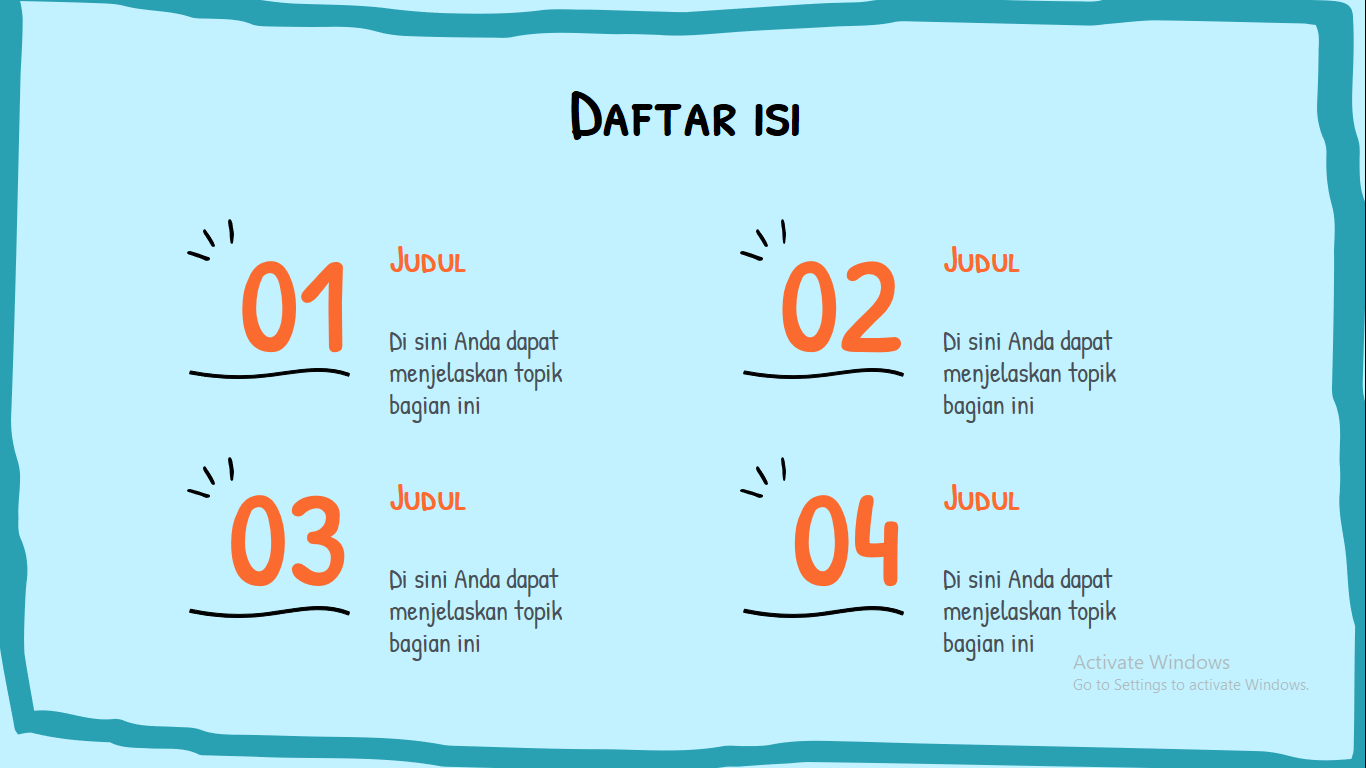 Daftar isi
01
Judul
Di sini Anda dapat
menjelaskan topik
bagian ini
02
Judul
Di sini Anda dapat
menjelaskan topik
bagian ini
03
Judul
Di sini Anda dapat
menjelaskan topik
bagian ini
04
Judul
Di sini Anda dapat
menjelaskan topik
bagian ini
Activate Windows
Go to Settings to activate Windows.